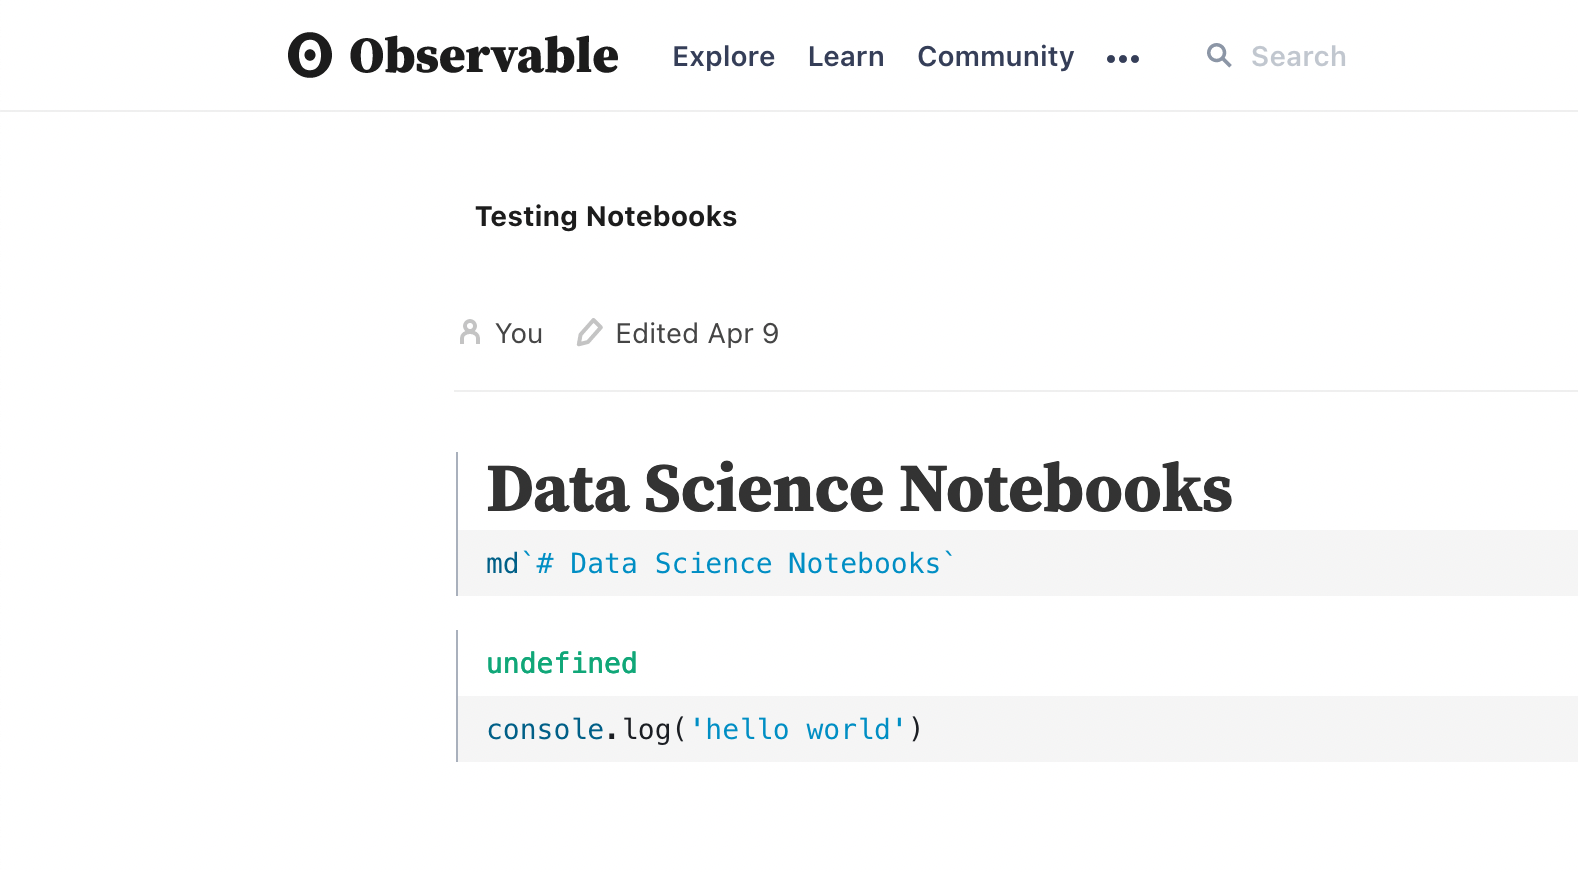 Observable Explore Learn Community ••• Search
Testing Notebooks
You Edited Apr 9
Data Science Notebooks
md`# Data Science Notebooks`
undefined
console.log('hello world')